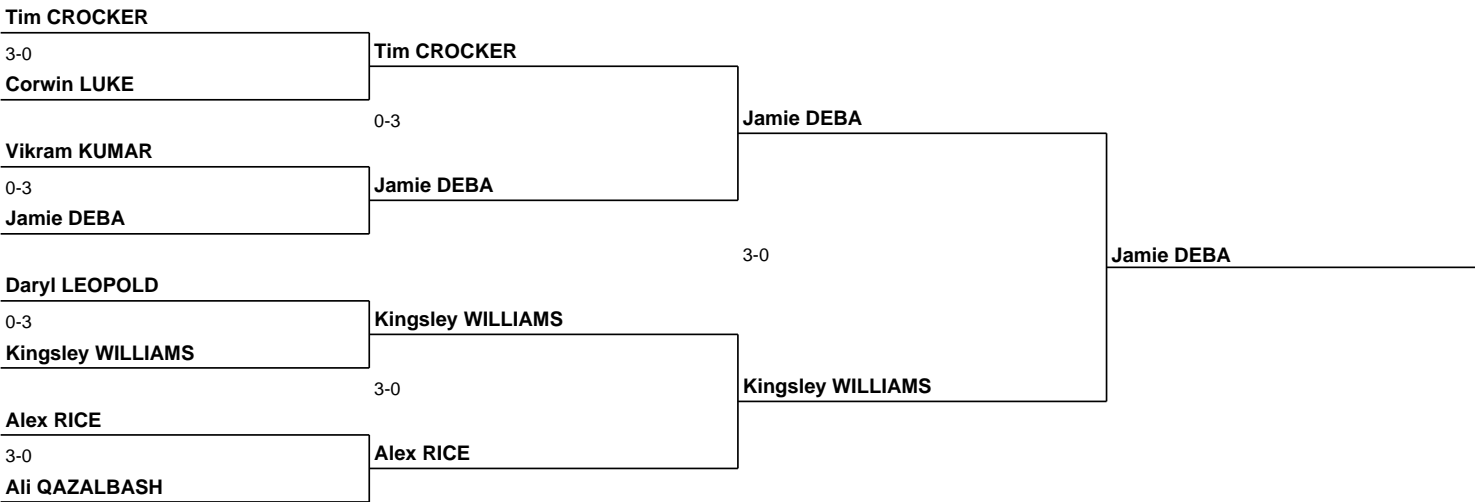 Tim CROCKER
3-0
Tim CROCKER
Corwin LUKE
0-3
Jamie DEBA
Vikram KUMAR
0-3
Jamie DEBA
Jamie DEBA
3-0
Jamie DEBA
Daryl LEOPOLD
0-3
Kingsley WILLIAMS
Kingsley WILLIAMS
3-0
Kingsley WILLIAMS
Alex RICE
3-0
Alex RICE
Ali QAZALBASH